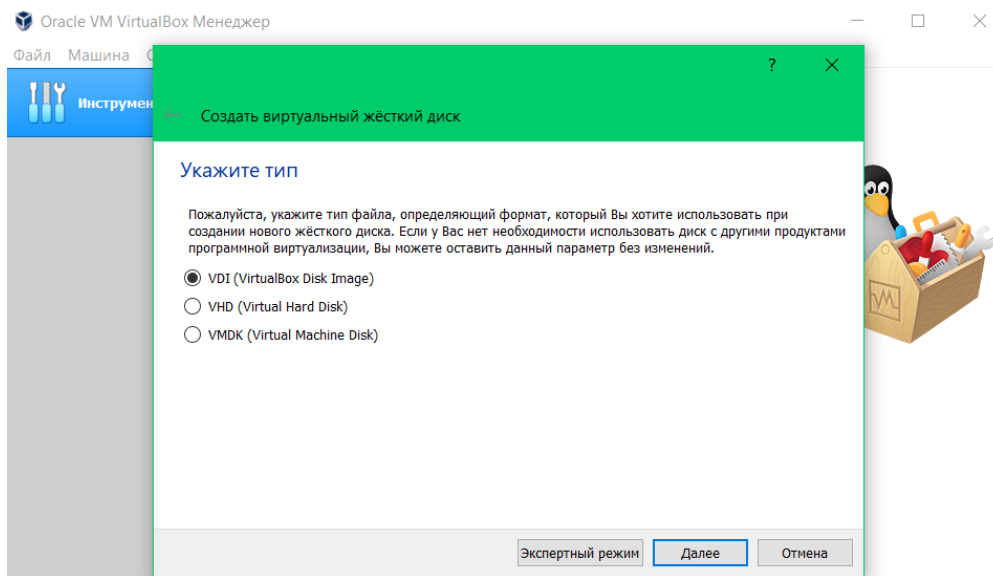 Oracle VM VirtualBox Менеджер
Файл Машина
?
Инструмен
Создать виртуальный жёсткий диск
Укажите тип
Пожалуйста, укажите тип файла, определяющий формат, который Вы хотите использовать при
создании нового жёсткого диска. Если у Вас нет необходимости использовать диск с другими продуктами
программной виртуализации, Вы можете оставить данный параметр без изменений.
VDI (VirtualBox Disk Image)
VHD (Virtual Hard Disk)
VMDK (Virtual Machine Disk)
Экспертный режим Далее Отмена